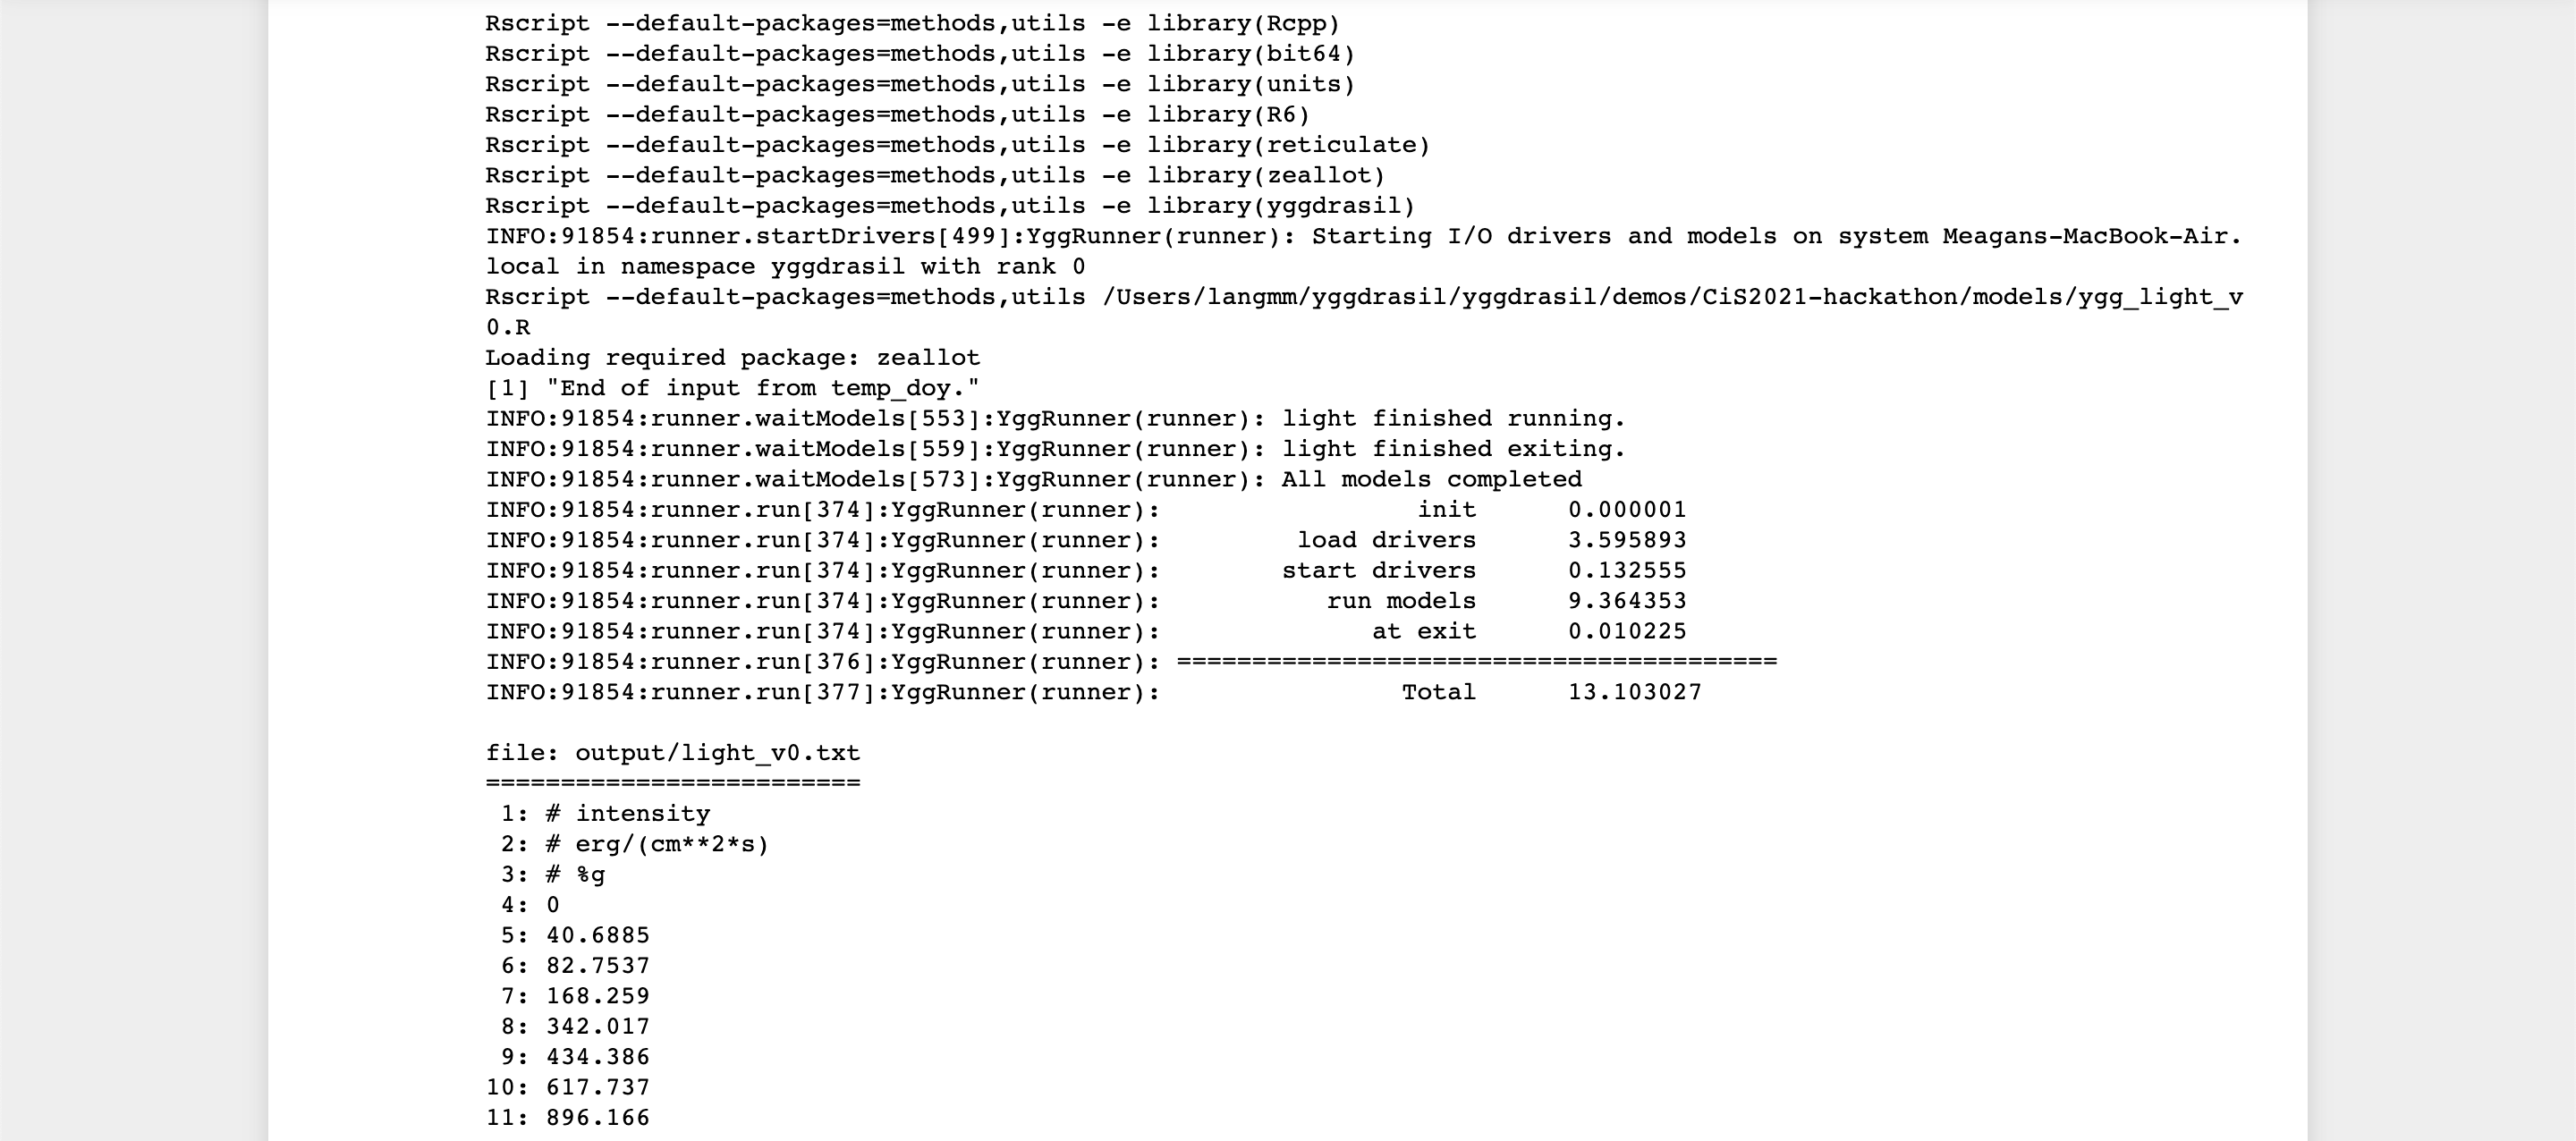 Rscript --default-packages=methods,utils -e library(Rcpp)
Rscript --default-packages=methods,utils -e library(bit64)
Rscript --default-packages=methods,utils -e library(units)
Rscript --default-packages=methods,utils -e library(R6)
Rscript --default-packages=methods,utils -e library(reticulate)
Rscript --default-packages=methods,utils -e library(zeallot)
Rscript --default-packages=methods,utils -e library(yggdrasil)
INFO:91854:runner.startDrivers[499]:YggRunner(runner): Starting I/O drivers and models on system Meagans-MacBook-Air.
local in namespace yggdrasil with rank 0
Rscript --default-packages=methods,utils /Users/langmm/yggdrasil/yggdrasil/demos/CiS2021-hackathon/models/ygg_light_v
0.R
Loading required package: zeallot
[1] "End of input from temp_doy."
INFO:91854:runner.waitModels[553]:YggRunner(runner): light finished running.
INFO:91854:runner.waitModels[559]:YggRunner(runner): light finished exiting.
INFO:91854:runner.waitModels[573]:YggRunner(runner): All models completed
INFO:91854:runner.run[374]:YggRunner(runner):                 init      0.000001
INFO:91854:runner.run[374]:YggRunner(runner):         load drivers      3.595893
INFO:91854:runner.run[374]:YggRunner(runner):        start drivers      0.132555
INFO:91854:runner.run[374]:YggRunner(runner):           run models      9.364353
INFO:91854:runner.run[374]:YggRunner(runner):              at exit      0.010225
INFO:91854:runner.run[376]:YggRunner(runner): ========================================
INFO:91854:runner.run[377]:YggRunner(runner):                Total      13.103027
file: output/light_v0.txt
=========================
1: # intensity
2: # erg/(cm**2*s)
3: # %g
4: 0
5: 40.6885
6: 82.7537
7: 168.259
8: 342.017
9: 434.386
10: 617.737
11: 896.166